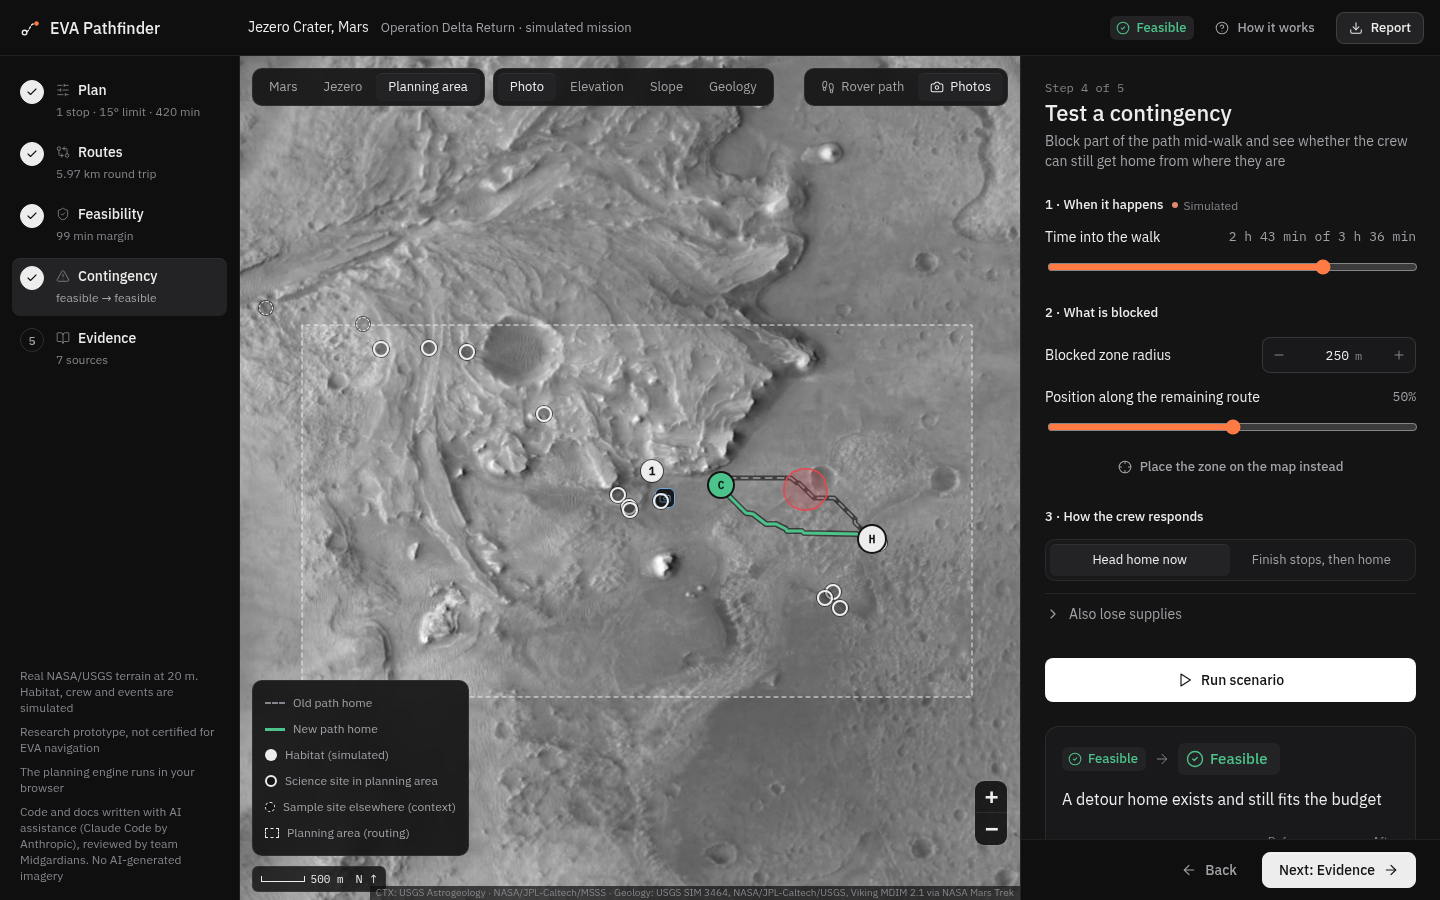 EVA Pathfinder
Jezero Crater, Mars Operation Delta Return · simulated mission
Feasible How it works Report
Plan
1 stop · 15° limit · 420 min
Routes
5.97 km round trip
Feasibility
99 min margin
Contingency
feasible → feasible
5 Evidence
7 sources
Real NASA/USGS terrain at 20 m.
Habitat, crew and events are
simulated
Research prototype, not certified for
EVA navigation
The planning engine runs in your
browser
Code and docs written with AI
assistance (Claude Code by
Anthropic), reviewed by team
Midgardians. No AI-generated
imagery
Mars Jezero Planning area Photo Elevation Slope Geology Rover path Photos
1
C
H
Old path home
New path home
Habitat (simulated)
Science site in planning area
Sample site elsewhere (context)
Planning area (routing)
+
−
500 m N ↑
CTX: USGS Astrogeology · NASA/JPL-Caltech/MSSS · Geology: USGS SIM 3464, NASA/JPL-Caltech/USGS, Viking MDIM 2.1 via NASA Mars Trek
Step 4 of 5
Test a contingency
Block part of the path mid-walk and see whether the crew
can still get home from where they are
1 · When it happens Simulated
Time into the walk 2 h 43 min of 3 h 36 min
2 · What is blocked
Blocked zone radius − 250 m +
Position along the remaining route 50%
Place the zone on the map instead
3 · How the crew responds
Head home now Finish stops, then home
Also lose supplies
Run scenario
Feasible → Feasible
A detour home exists and still fits the budget
← Back Next: Evidence →